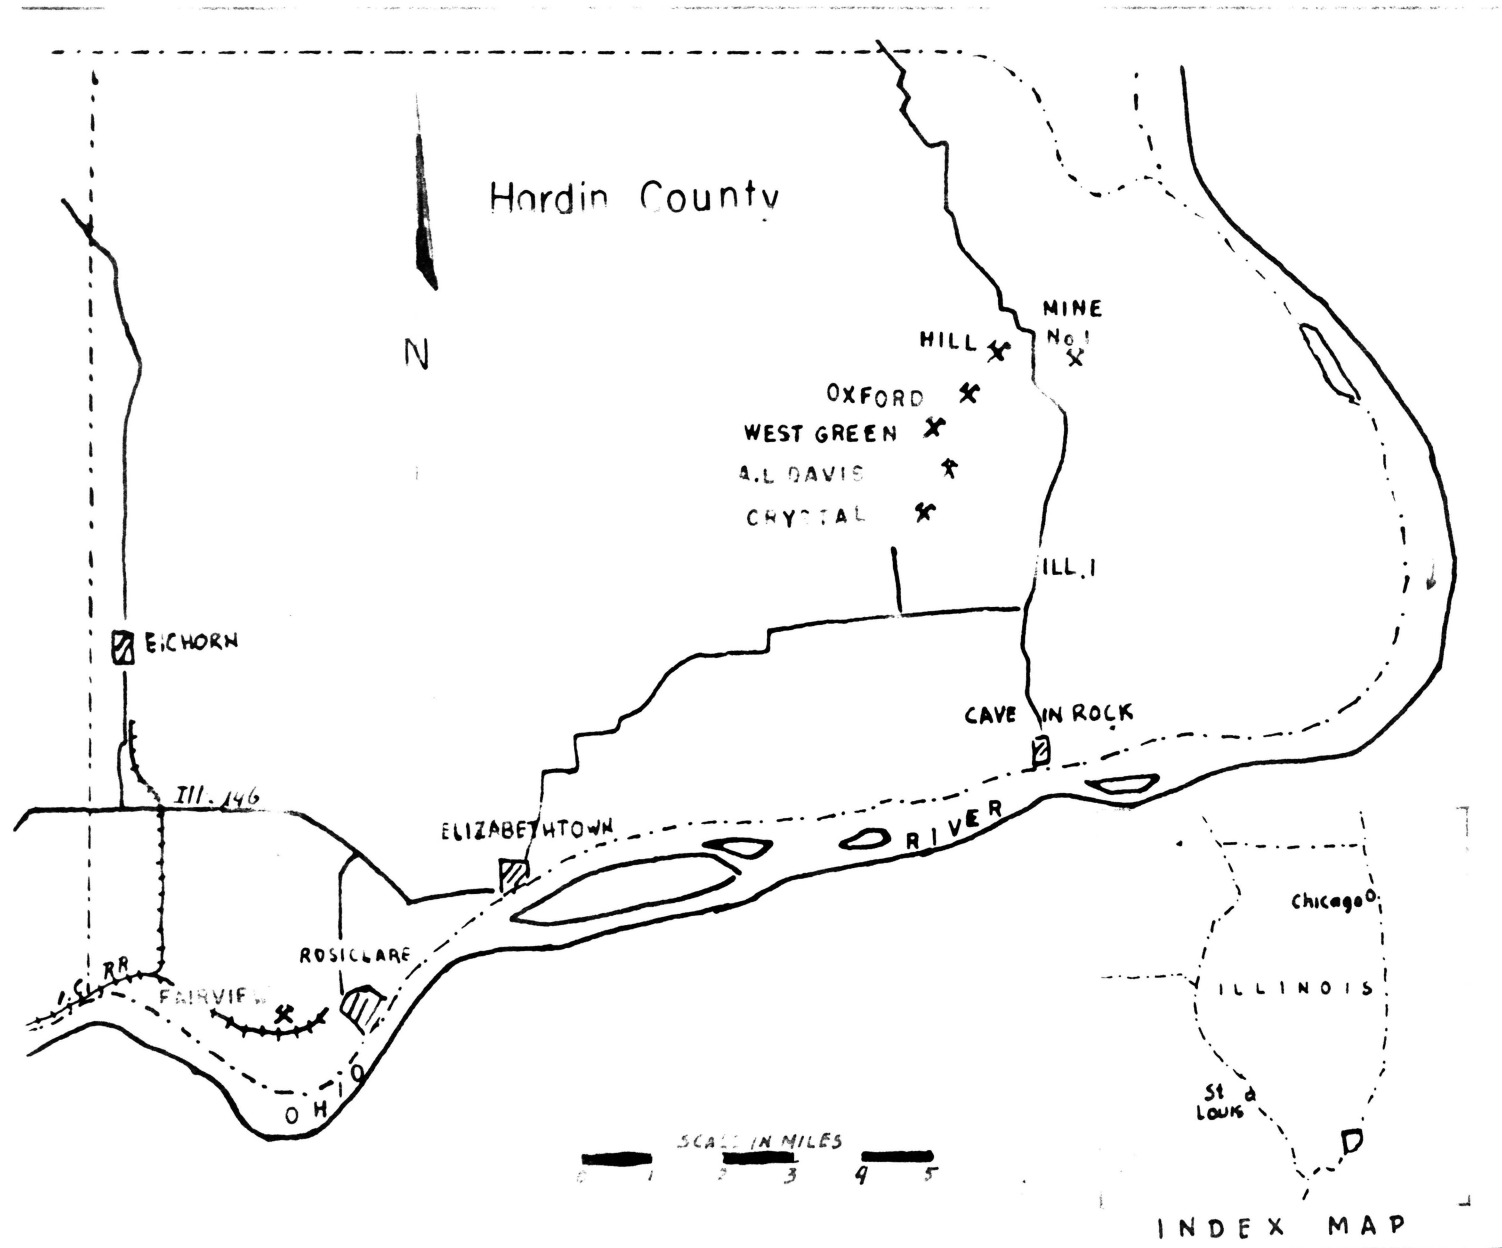 Hardin County
N
MINE
No 1
HILL
OXFORD
WEST GREEN
A.L DAVIS
CRYSTAL
ILL. 1
EICHORN
CAVE IN ROCK
Ill. 146
ELIZABETHTOWN
RIVER
ROSICLARE
I.C. RR
FAIRVIEW
OHIO
Chicago
ILLINOIS
St
Louis
SCALE IN MILES
0 1 2 3 4 5
INDEX MAP